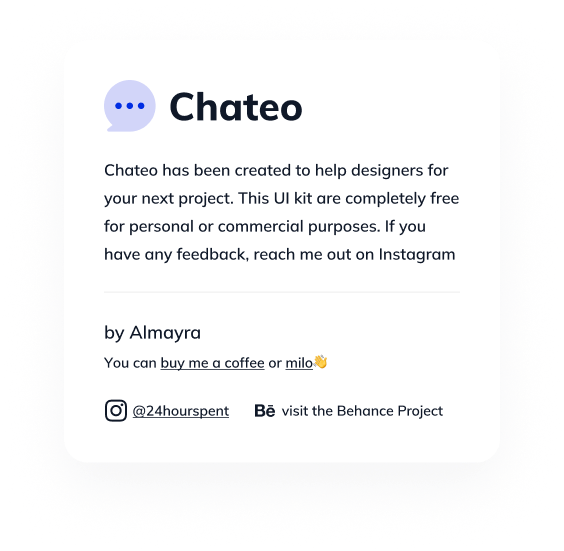 Chateo
Chateo has been created to help designers for
your next project. This UI kit are completely free
for personal or commercial purposes. If you
have any feedback, reach me out on Instagram
by Almayra
You can buy me a coffee or milo👋
@24hourspent
Bē visit the Behance Project